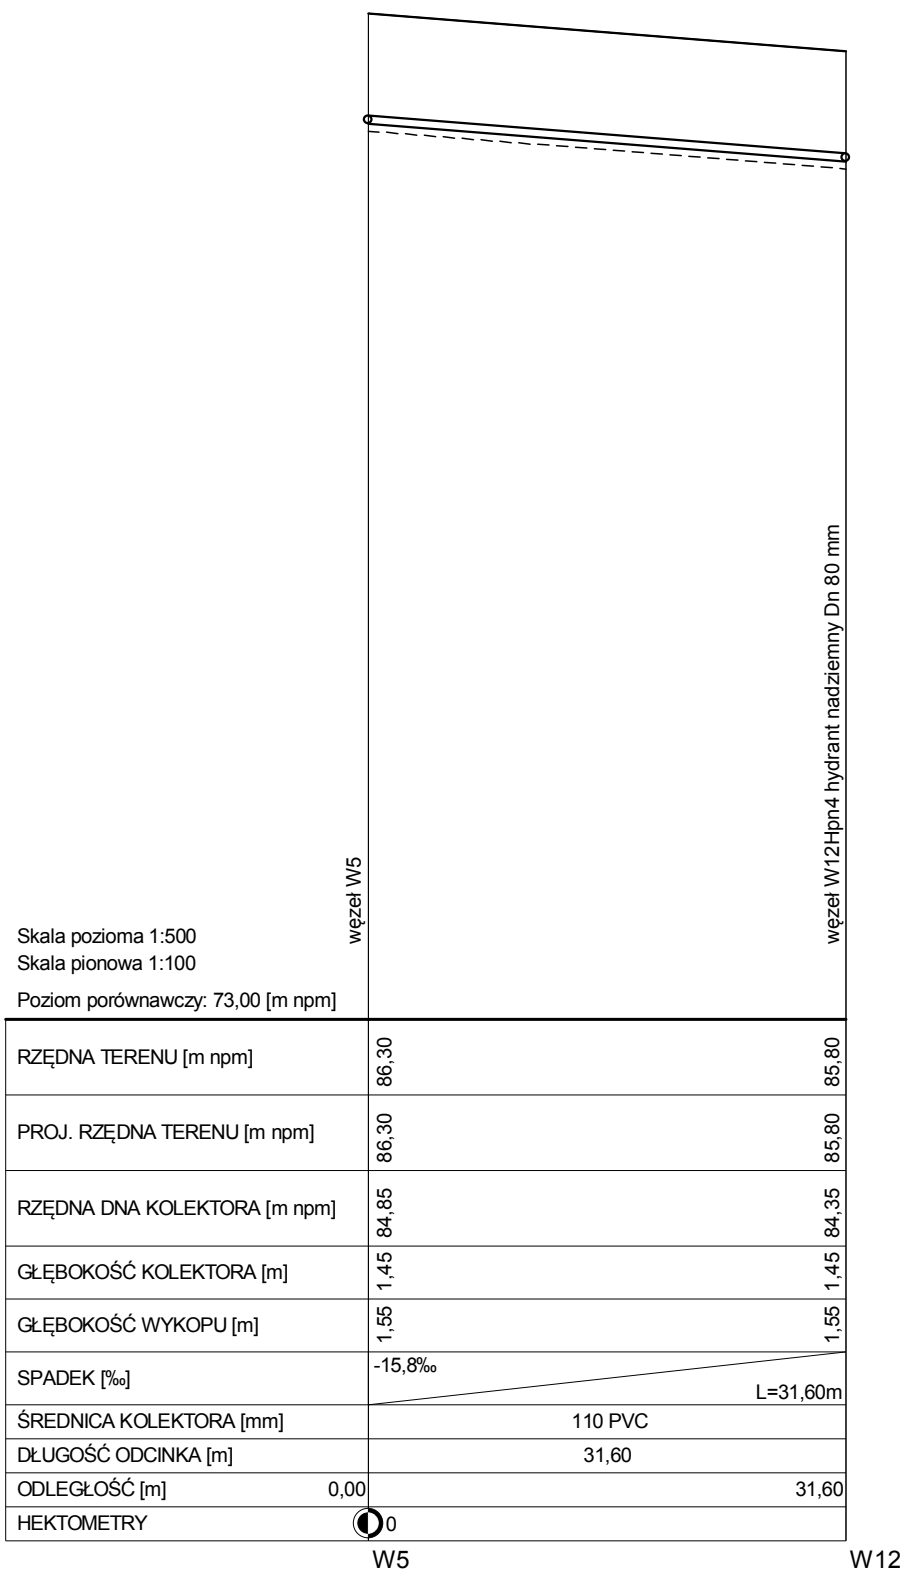 węzeł W5
węzeł W12Hpn4 hydrant nadziemny Dn 80 mm
Skala pozioma 1:500
Skala pionowa 1:100
Poziom porównawczy: 73,00 [m npm]
RZĘDNA TERENU [m npm] 86,30 85,80
PROJ. RZĘDNA TERENU [m npm] 86,30 85,80
RZĘDNA DNA KOLEKTORA [m npm] 84,85 84,35
GŁĘBOKOŚĆ KOLEKTORA [m] 1,45 1,45
GŁĘBOKOŚĆ WYKOPU [m] 1,55 1,55
SPADEK [‰] -15,8‰ L=31,60m
ŚREDNICA KOLEKTORA [mm] 110 PVC
DŁUGOŚĆ ODCINKA [m] 31,60
ODLEGŁOŚĆ [m] 0,00 31,60
HEKTOMETRY 0
W5 W12